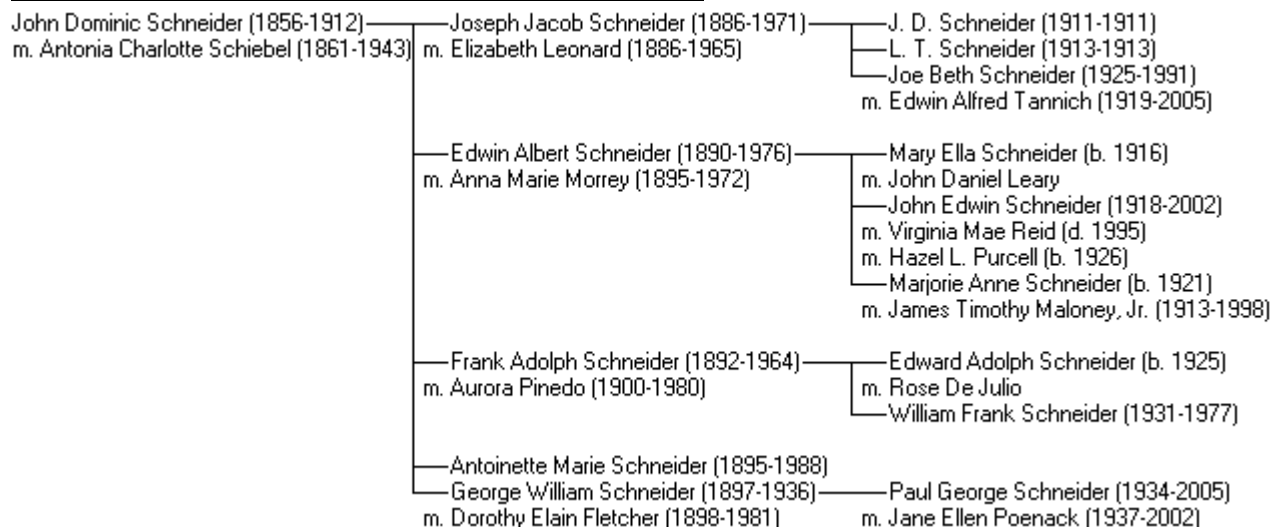 John Dominic Schneider (1856-1912)
m. Antonia Charlotte Schiebel (1861-1943)
Joseph Jacob Schneider (1886-1971)
m. Elizabeth Leonard (1886-1965)
J. D. Schneider (1911-1911)
L. T. Schneider (1913-1913)
Joe Beth Schneider (1925-1991)
m. Edwin Alfred Tannich (1919-2005)
Edwin Albert Schneider (1890-1976)
m. Anna Marie Morrey (1895-1972)
Mary Ella Schneider (b. 1916)
m. John Daniel Leary
John Edwin Schneider (1918-2002)
m. Virginia Mae Reid (d. 1995)
m. Hazel L. Purcell (b. 1926)
Marjorie Anne Schneider (b. 1921)
m. James Timothy Maloney, Jr. (1913-1998)
Frank Adolph Schneider (1892-1964)
m. Aurora Pinedo (1900-1980)
Edward Adolph Schneider (b. 1925)
m. Rose De Julio
William Frank Schneider (1931-1977)
Antoinette Marie Schneider (1895-1988)
George William Schneider (1897-1936)
m. Dorothy Elain Fletcher (1898-1981)
Paul George Schneider (1934-2005)
m. Jane Ellen Poenack (1937-2002)